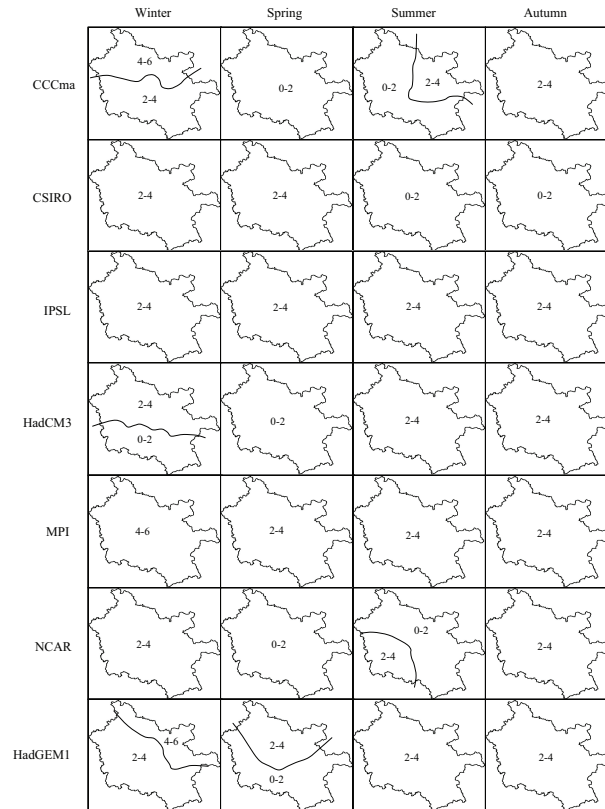 Winter Spring Summer Autumn
4-6
CCCma 2-4 0-2 0-2 2-4 2-4
CSIRO 2-4 2-4 0-2 0-2
IPSL 2-4 2-4 2-4 2-4
2-4
HadCM3 0-2 0-2 2-4 2-4
MPI 4-6 2-4 2-4 2-4
0-2
NCAR 2-4 0-2 2-4 2-4
4-6 2-4
HadGEM1 2-4 0-2 2-4 2-4